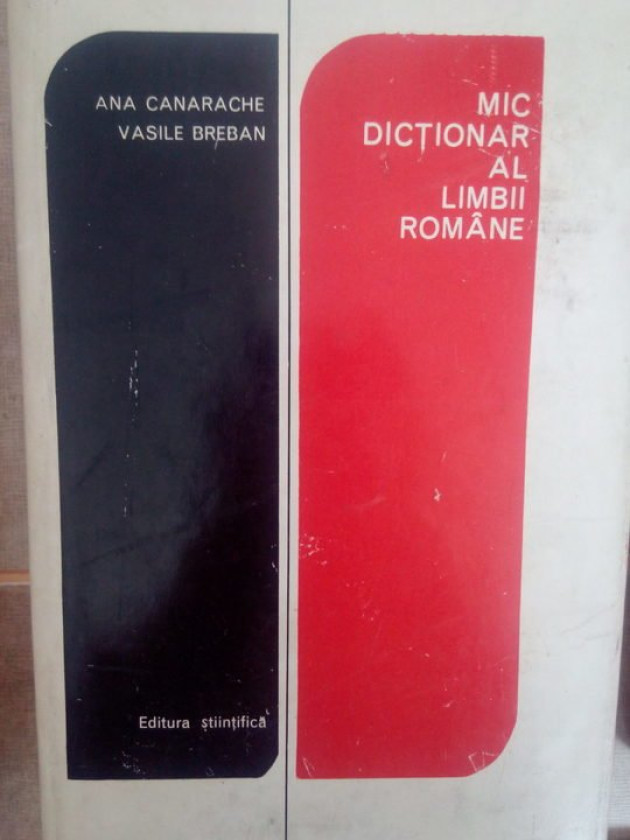 ANA CANARACHE
VASILE BREBAN
MIC
DICȚIONAR
AL
LIMBII
ROMÂNE
Editura științifică